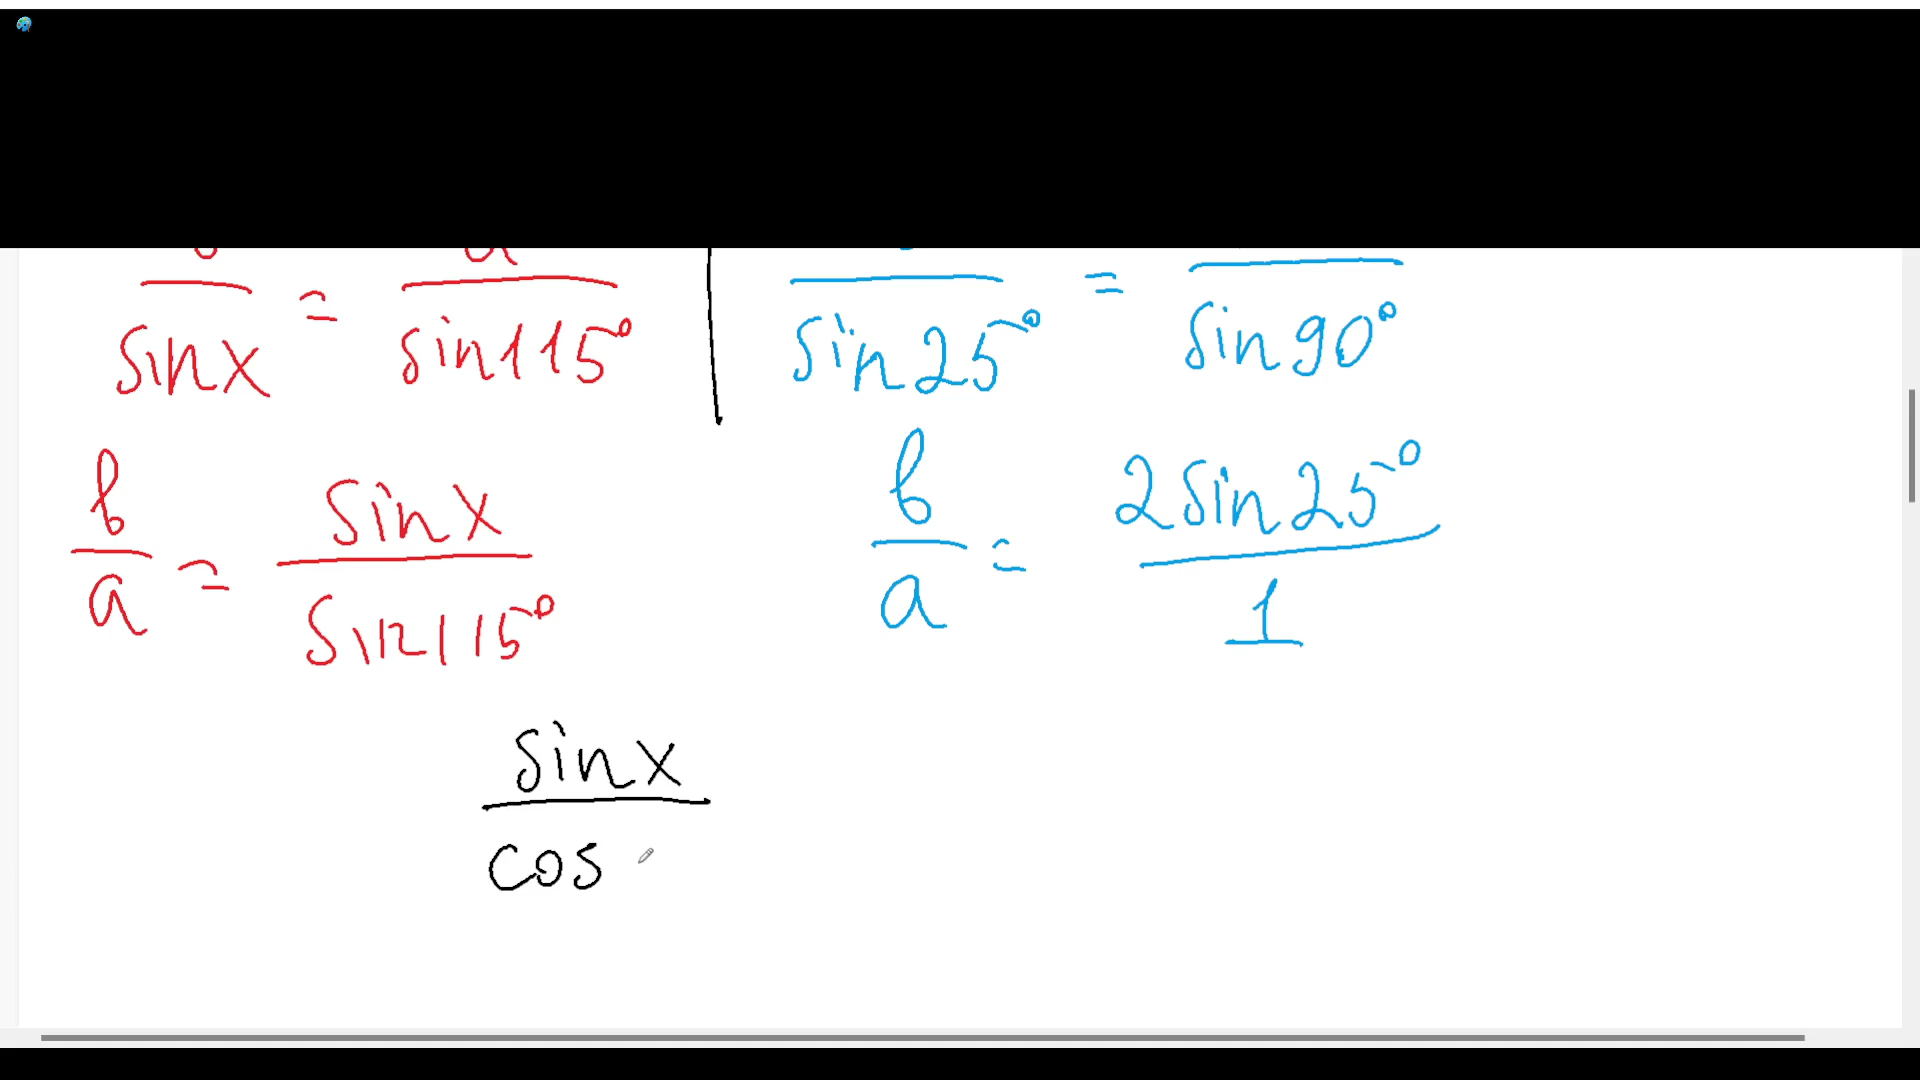 sinx = sin115° sin25° = sin90°
b/a = sinx/sin115° b/a = 2sin25°/1
sinx
cos